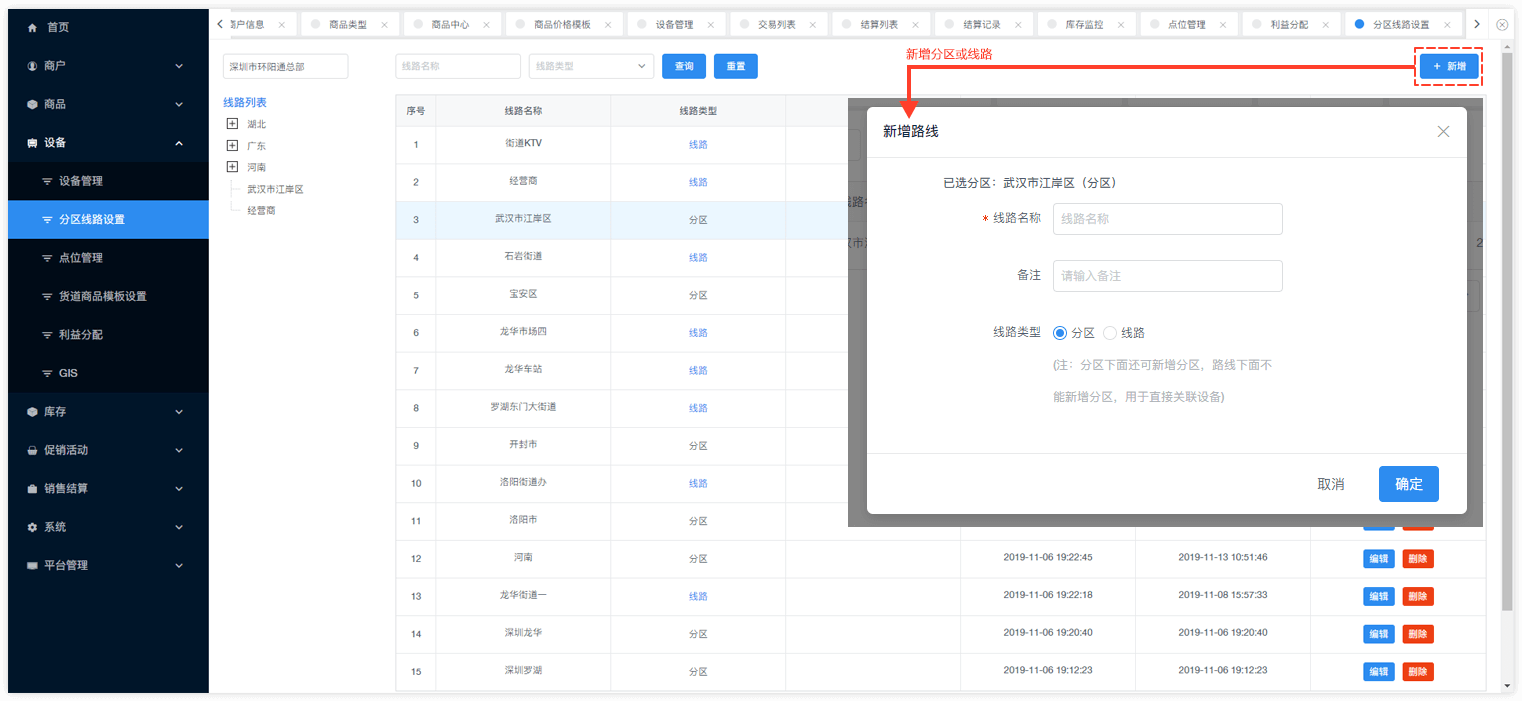 首页
商户
商品
设备
设备管理
分区线路设置
点位管理
货道商品模板设置
利益分配
GIS
库存
促销活动
销售结算
系统
平台管理
户信息 商品类型 商品中心 商品价格模板 设备管理 交易列表 结算列表 结算记录 库存监控 点位管理 利益分配 分区线路设置
新增分区或线路
深圳市环阳通总部 线路名称 线路类型 查询 重置 + 新增
线路列表
湖北
广东
河南
武汉市江岸区
经营商
序号 线路名称 线路类型
1 街道KTV 线路
2 经营商 线路
3 武汉市江岸区 分区
4 石岩街道 线路
5 宝安区 分区
6 龙华市场四 线路
7 龙华车站 线路
8 罗湖东门大街道 线路
9 开封市 分区
10 洛阳街道办 线路
11 洛阳市 分区
12 河南 分区 2019-11-06 19:22:45 2019-11-13 10:51:46 编辑 删除
13 龙华街道一 线路 2019-11-06 19:22:18 2019-11-08 15:57:33 编辑 删除
14 深圳龙华 分区 2019-11-06 19:20:40 2019-11-06 19:20:40 编辑 删除
15 深圳罗湖 分区 2019-11-06 19:12:23 2019-11-06 19:12:23 编辑 删除
新增路线
已选分区：武汉市江岸区（分区）
* 线路名称 线路名称
备注 请输入备注
线路类型 分区 线路
(注：分区下面还可新增分区，路线下面不
能新增分区，用于直接关联设备)
取消 确定